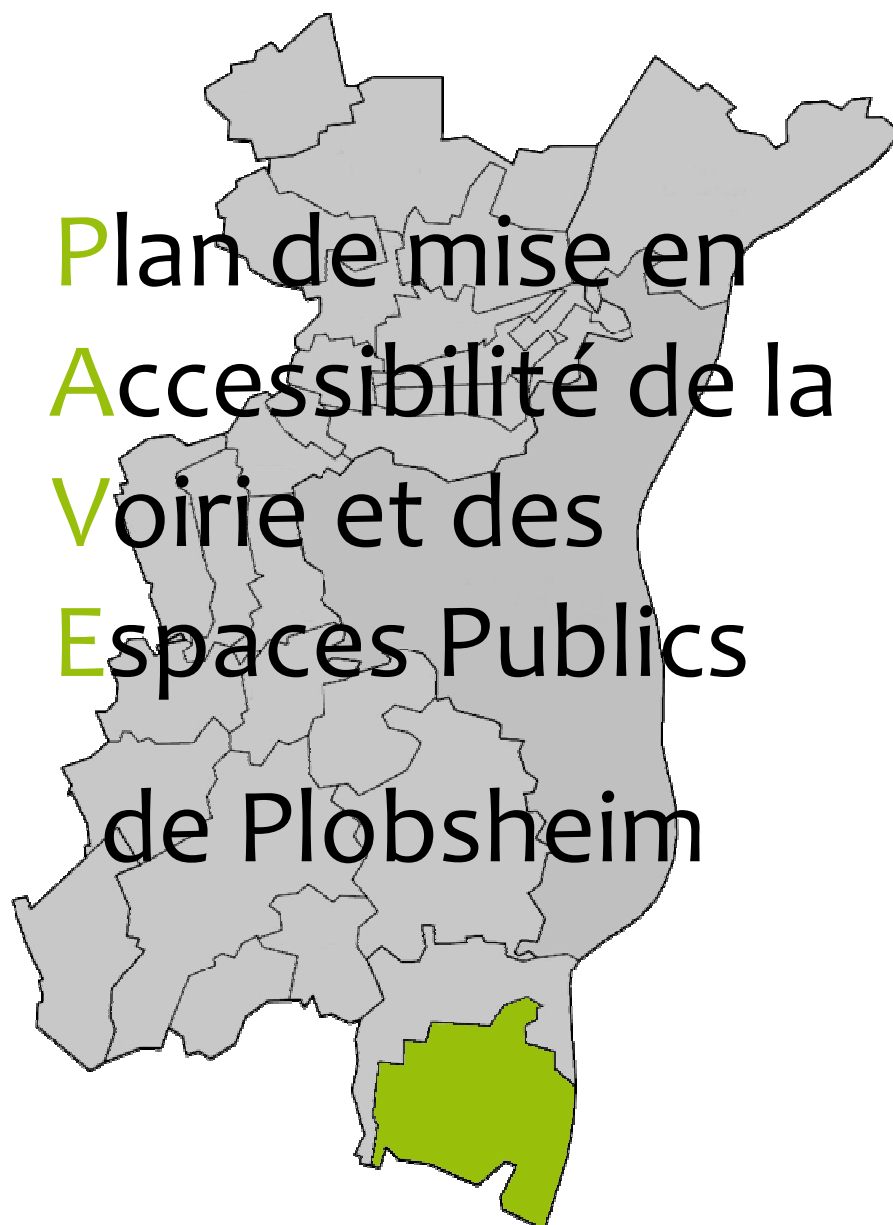 Plan de mise en
Accessibilité de la
Voirie et des
Espaces Publics
de Plobsheim